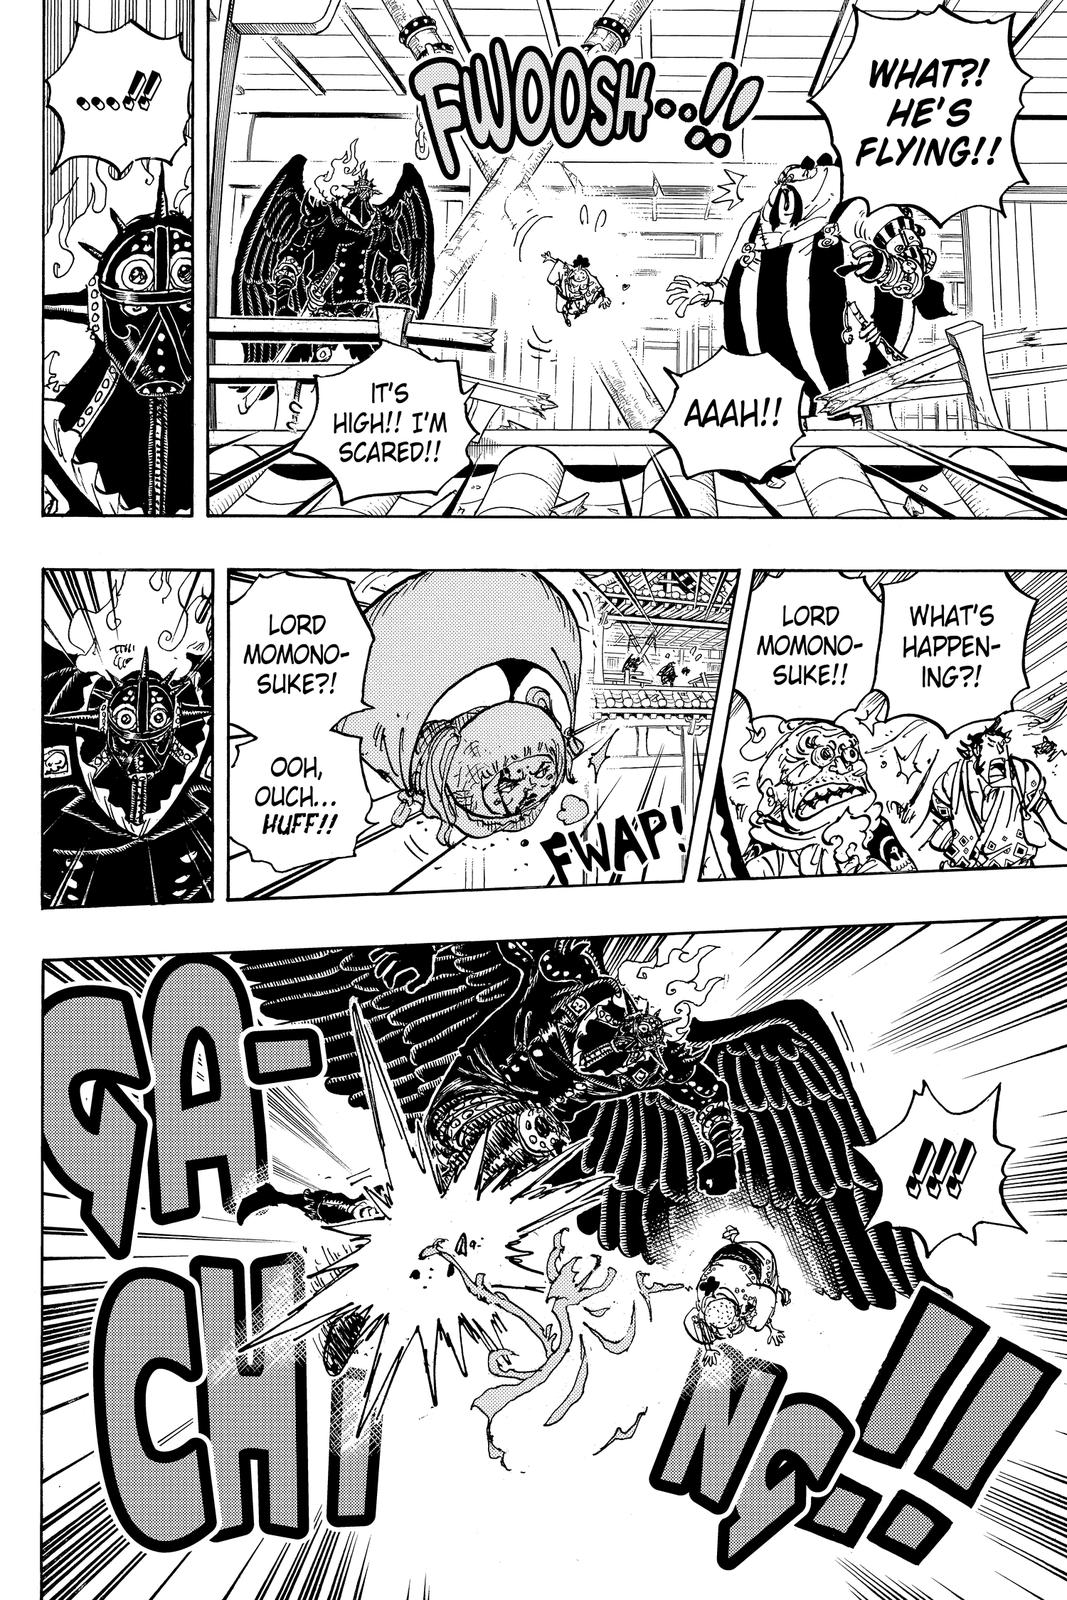 WHAT?!
HE'S
FLYING!!
FWOOSH..!!
AAAH!!
IT'S
HIGH!! I'M
SCARED!!
...!!
WHAT'S
HAPPEN-
ING?!
LORD
MOMONO-
SUKE!!
FWAP!
LORD
MOMONO-
SUKE?!
OOH,
OUCH...
HUFF!!
!!!
GA-
CHI
NG..!!